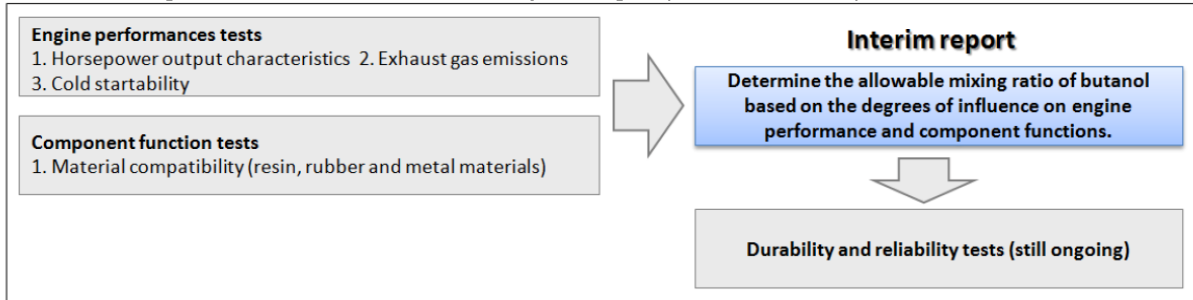 Engine performances tests
1. Horsepower output characteristics 2. Exhaust gas emissions
3. Cold startability
Component function tests
1. Material compatibility (resin, rubber and metal materials)
Interim report
Determine the allowable mixing ratio of butanol
based on the degrees of influence on engine
performance and component functions.
Durability and reliability tests (still ongoing)